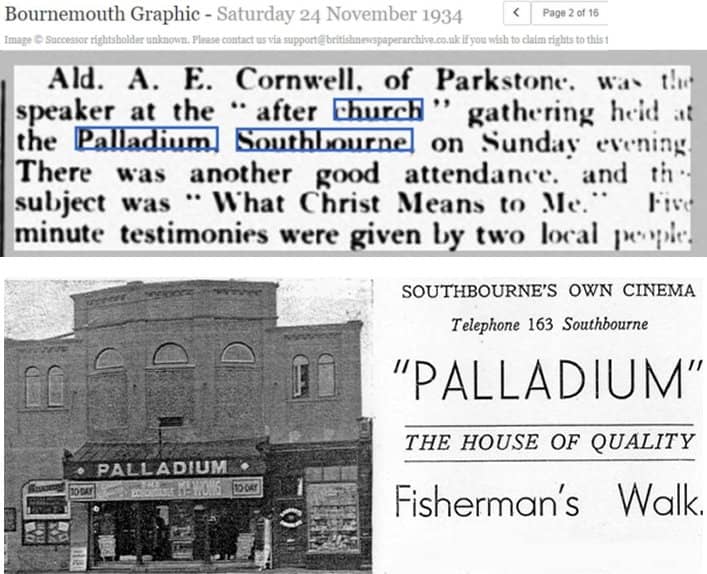 Bournemouth Graphic - Saturday 24 November 1934
< Page 2 of 16
Image © Successor rightsholder unknown. Please contact us via support@britishnewspaperarchive.co.uk if you wish to claim rights to this
Ald. A. E. Cornwell, of Parkstone, was the
speaker at the "after church" gathering held at
the Palladium, Southbourne, on Sunday evening.
There was another good attendance, and the
subject was "What Christ Means to Me." Five
minute testimonies were given by two local people.
SOUTHBOURNE'S OWN CINEMA
Telephone 163 Southbourne
"PALLADIUM"
THE HOUSE OF QUALITY
Fisherman's Walk.
PALLADIUM
TO-DAY
TO-DAY